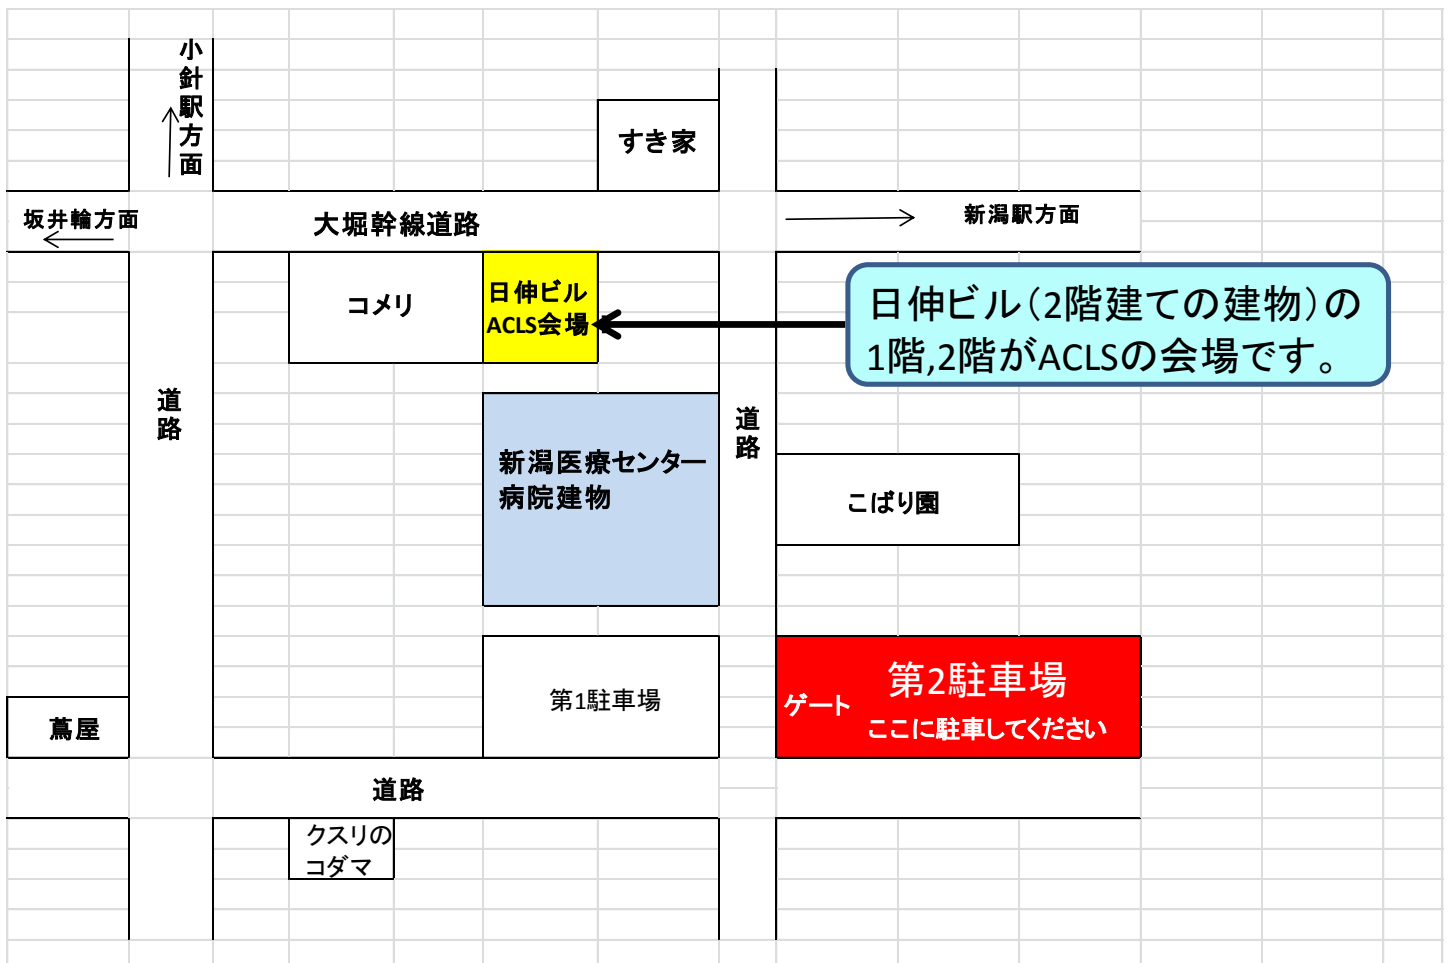 小針駅方面
すき家
坂井輪方面
大堀幹線道路
新潟駅方面
コメリ
日伸ビル
ACLS会場
日伸ビル(2階建ての建物)の
1階,2階がACLSの会場です。
道路
道路
新潟医療センター
病院建物
こばり園
第1駐車場
第2駐車場
ゲート
ここに駐車してください
蔦屋
道路
クスリの
コダマ